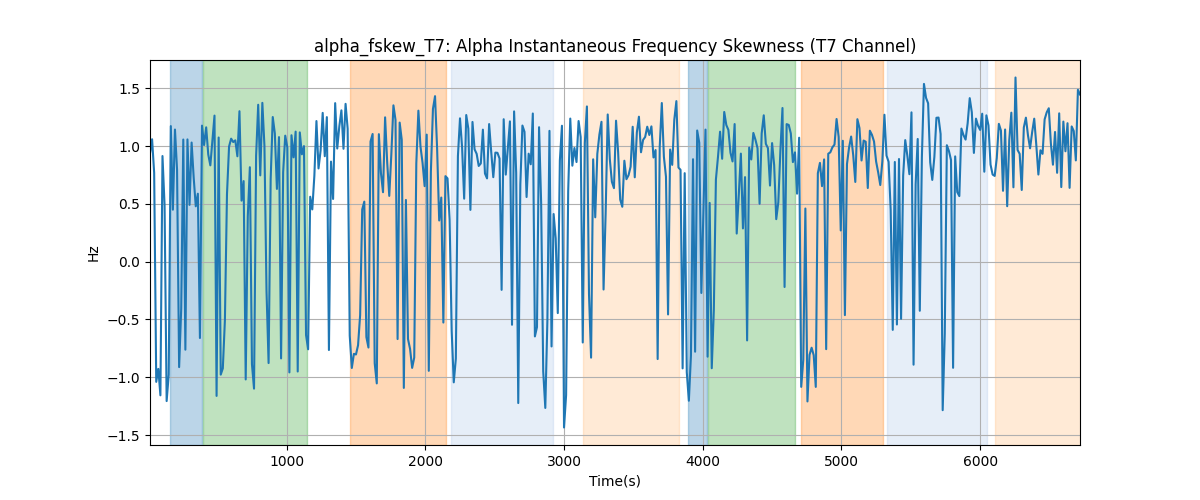 alpha_fskew_T7: Alpha Instantaneous Frequency Skewness (T7 Channel)
1.5
1.0
0.5
0.0
−0.5
−1.0
−1.5
Hz
1000 2000 3000 4000 5000 6000
Time(s)